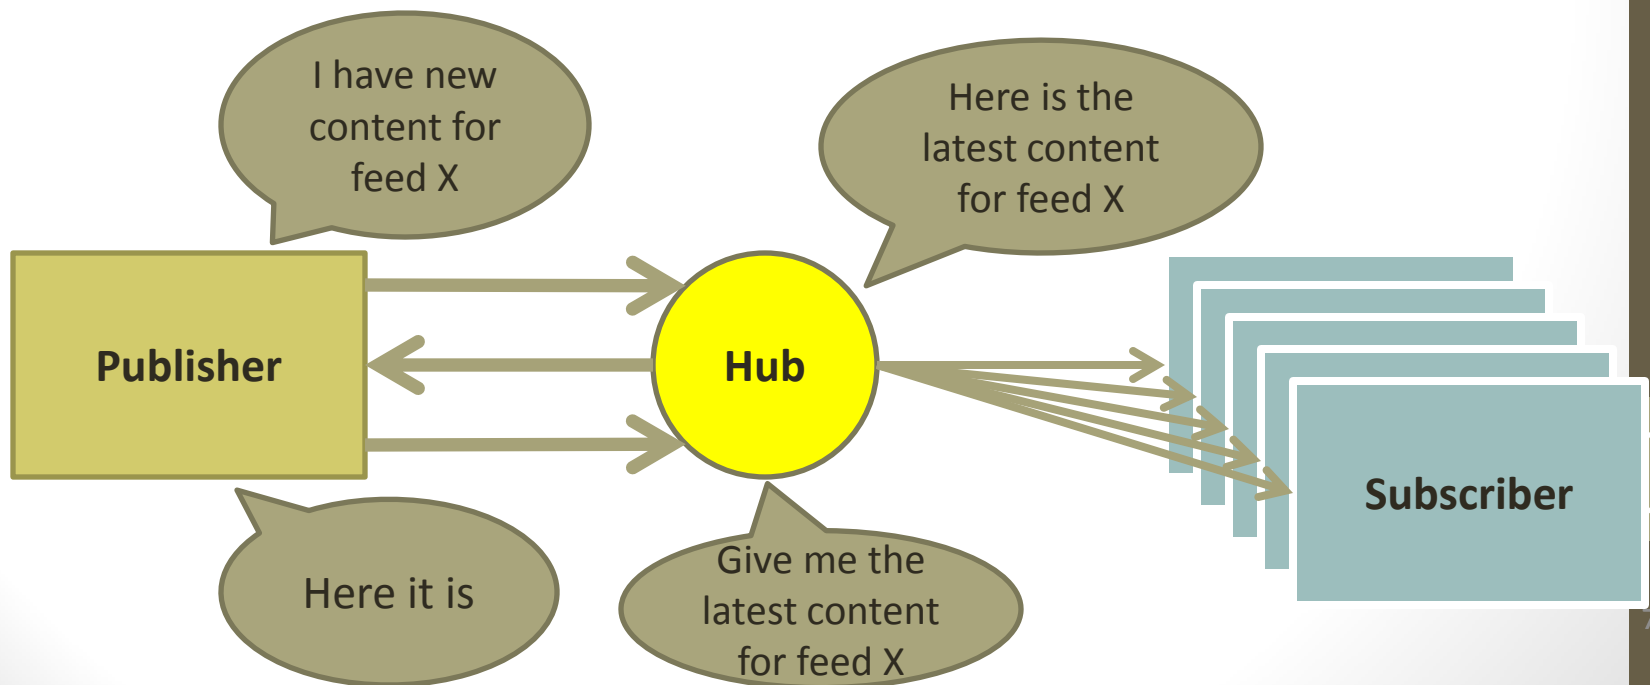 I have new
content for
feed X
Here is the
latest content
for feed X
Publisher
Hub
Subscriber
Here it is
Give me the
latest content
for feed X